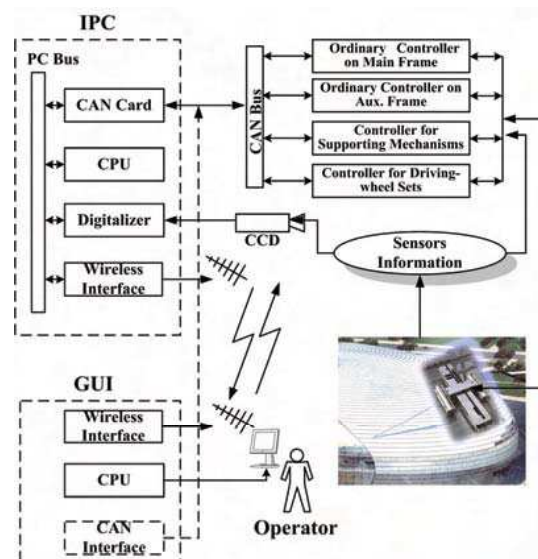 IPC
PC Bus
CAN Card
CPU
Digitalizer
Wireless
Interface
CAN Bus
Ordinary Controller
on Main Frame
Ordinary Controller on
Aux. Frame
Controller for
Supporting Mechanisms
Controller for Driving-
wheel Sets
CCD
Sensors
Information
GUI
Wireless
Interface
CPU
CAN
Interface
Operator